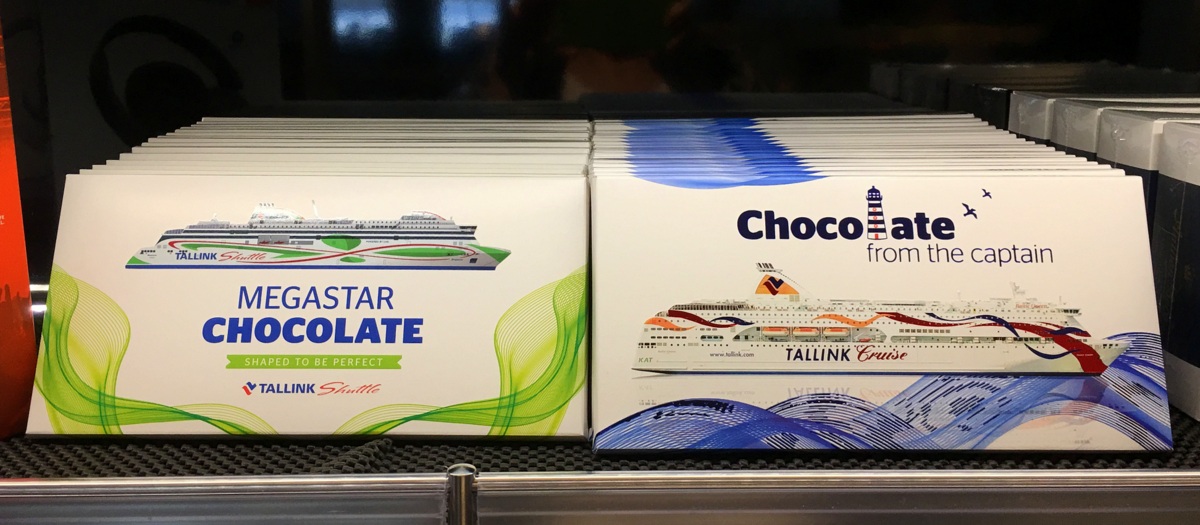 TALLINK Shuttle
MEGASTAR
CHOCOLATE
SHAPED TO BE PERFECT
TALLINK Shuttle
Chocolate
from the captain
www.tallink.com
TALLINK Cruise